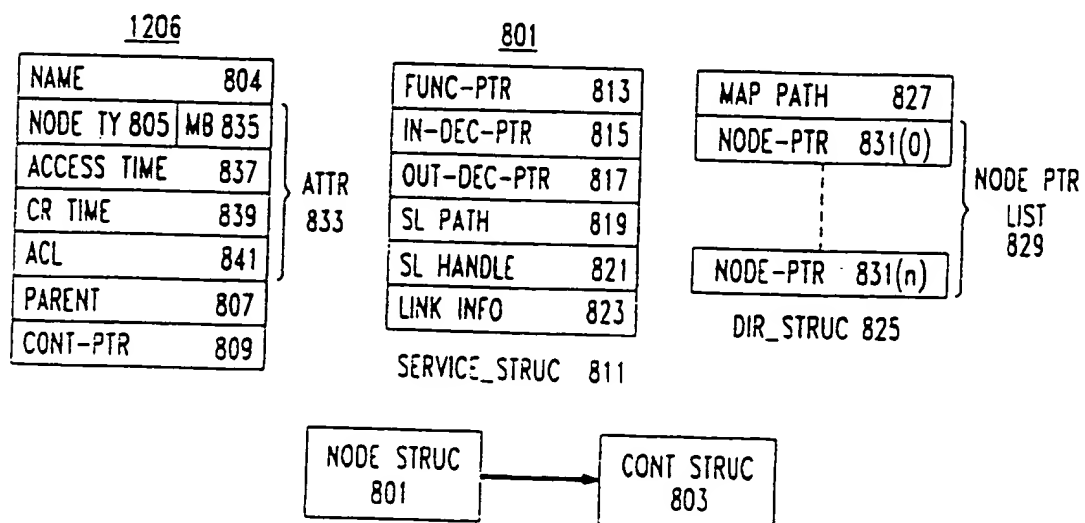 1206
NAME 804
NODE TY 805 MB 835
ACCESS TIME 837
CR TIME 839
ACL 841
PARENT 807
CONT-PTR 809
ATTR
833
801
FUNC-PTR 813
IN-DEC-PTR 815
OUT-DEC-PTR 817
SL PATH 819
SL HANDLE 821
LINK INFO 823
SERVICE_STRUC 811
MAP PATH 827
NODE-PTR 831(0)
NODE-PTR 831(n)
DIR_STRUC 825
NODE PTR
LIST
829
NODE STRUC
801
CONT STRUC
803